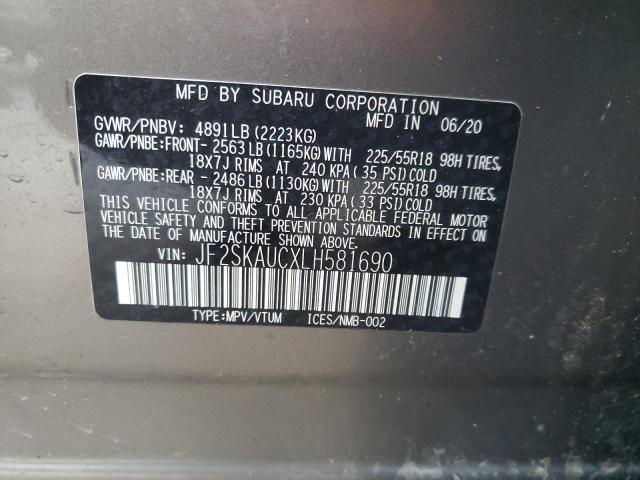 MFD BY SUBARU CORPORATION
GVWR/PNBV: 4891LB(2223KG) MFD IN 06/20
GAWR/PNBE:FRONT- 2563LB(1165KG)WITH 225/55R18 98H TIRES,
18X7J RIMS AT 240 KPA(35 PSI)COLD
GAWR/PNBE:REAR - 2486LB(1130KG)WITH 225/55R18 98H TIRES,
18X7J RIMS AT 230 KPA(33 PSI)COLD
THIS VEHICLE CONFORMS TO ALL APPLICABLE FEDERAL MOTOR
VEHICLE SAFETY AND THEFT PREVENTION STANDARDS IN EFFECT ON
THE DATE OF MANUFACTURE SHOWN ABOVE.
VIN: JF2SKAUCXLH581690
TYPE:MPV/VTUM ICES/NMB-002